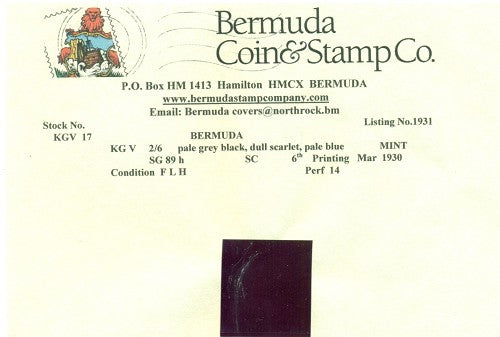 Bermuda
Coin & Stamp Co.
P.O. Box HM 1413 Hamilton HMCX BERMUDA
www.bermudastampcompany.com
Email: Bermuda covers@northrock.bm
Stock No. Listing No.1931
KGV 17 BERMUDA
KG V 2/6 pale grey black, dull scarlet, pale blue MINT
SG 89 h SC 6th Printing Mar 1930
Condition F L H Perf 14